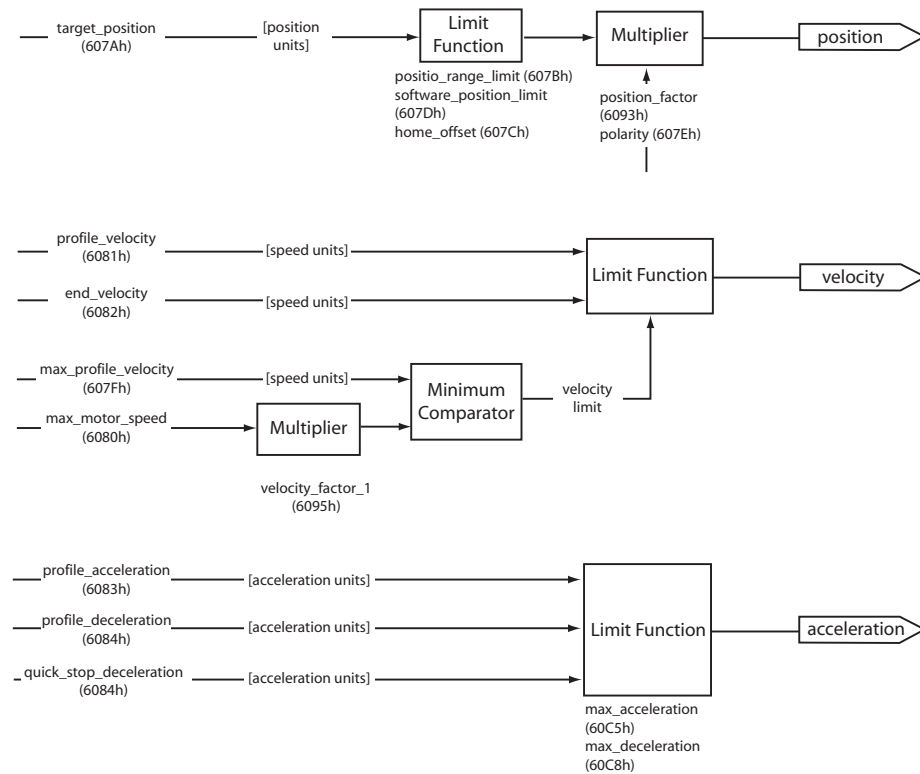 target_position
(607Ah)
[position
units]
Limit
Function
Multiplier
position
positio_range_limit (607Bh)
software_position_limit
(607Dh)
home_offset (607Ch)
position_factor
(6093h)
polarity (607Eh)
profile_velocity
(6081h)
[speed units]
end_velocity
(6082h)
[speed units]
Limit Function
velocity
max_profile_velocity
(607Fh)
[speed units]
max_motor_speed
(6080h)
Multiplier
Minimum
Comparator
velocity
limit
velocity_factor_1
(6095h)
profile_acceleration
(6083h)
[acceleration units]
profile_deceleration
(6084h)
[acceleration units]
quick_stop_deceleration
(6084h)
[acceleration units]
Limit Function
acceleration
max_acceleration
(60C5h)
max_deceleration
(60C8h)